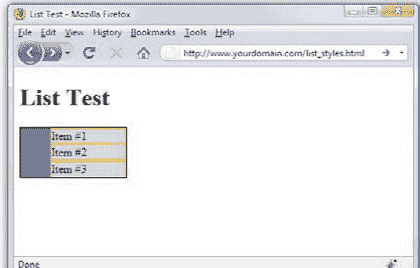 List Test - Mozilla Firefox
File Edit View History Bookmarks Tools Help
http://www.yourdomain.com/list_styles.html
List Test
Item #1
Item #2
Item #3
Done